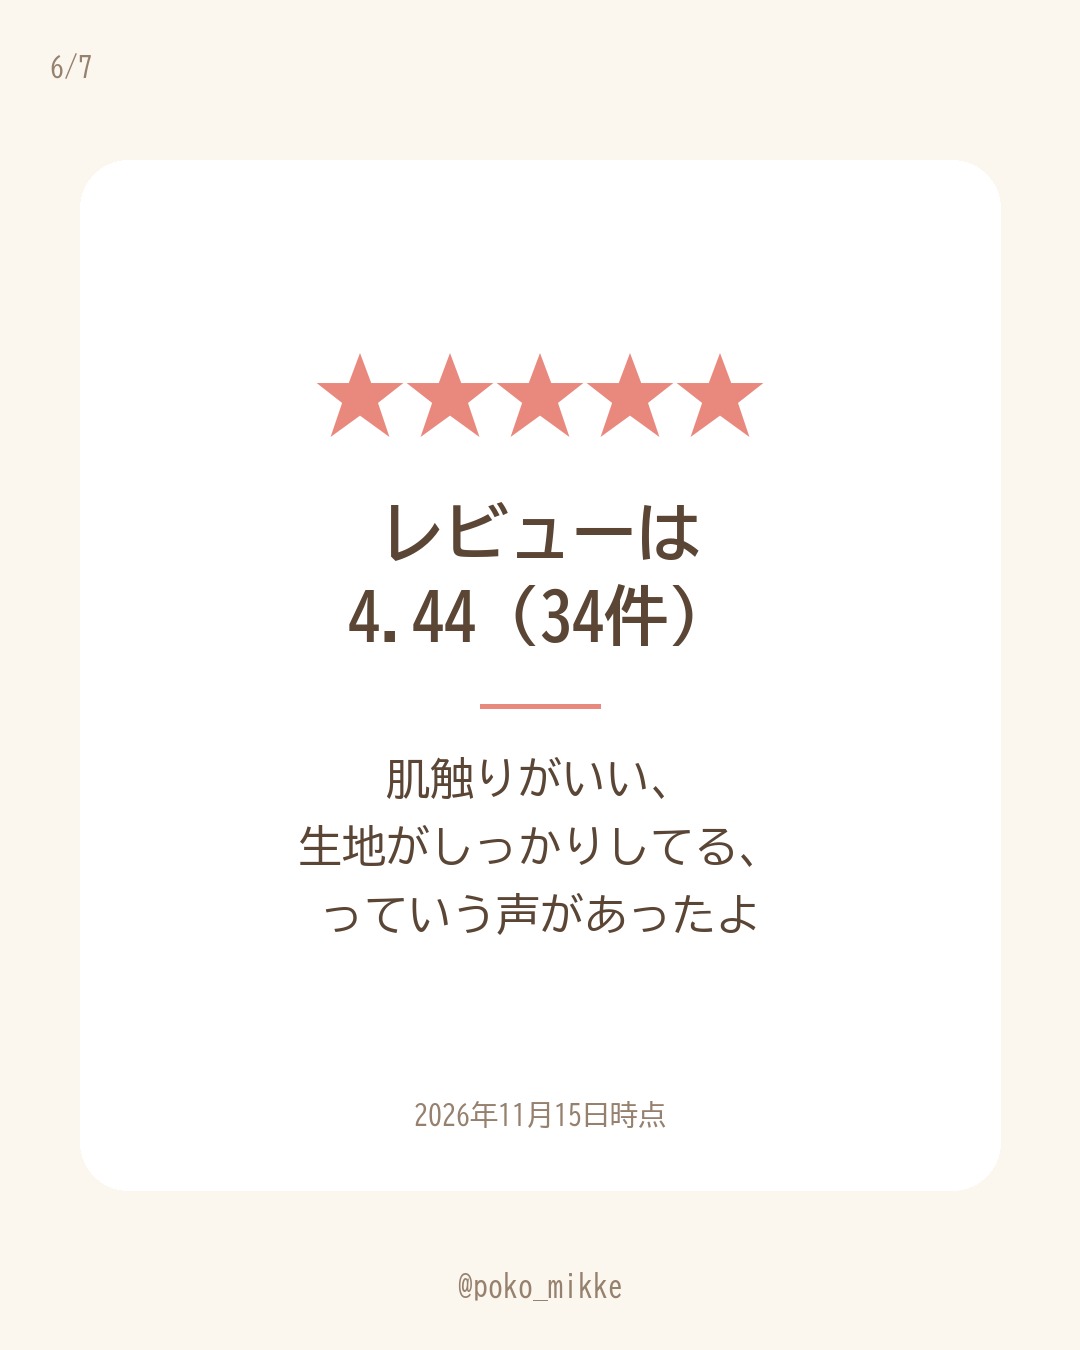 6/7
★★★★★
レビューは
4.44（34件）
肌触りがいい、
生地がしっかりしてる、
っていう声があったよ
2026年11月15日時点
@poko_mikke